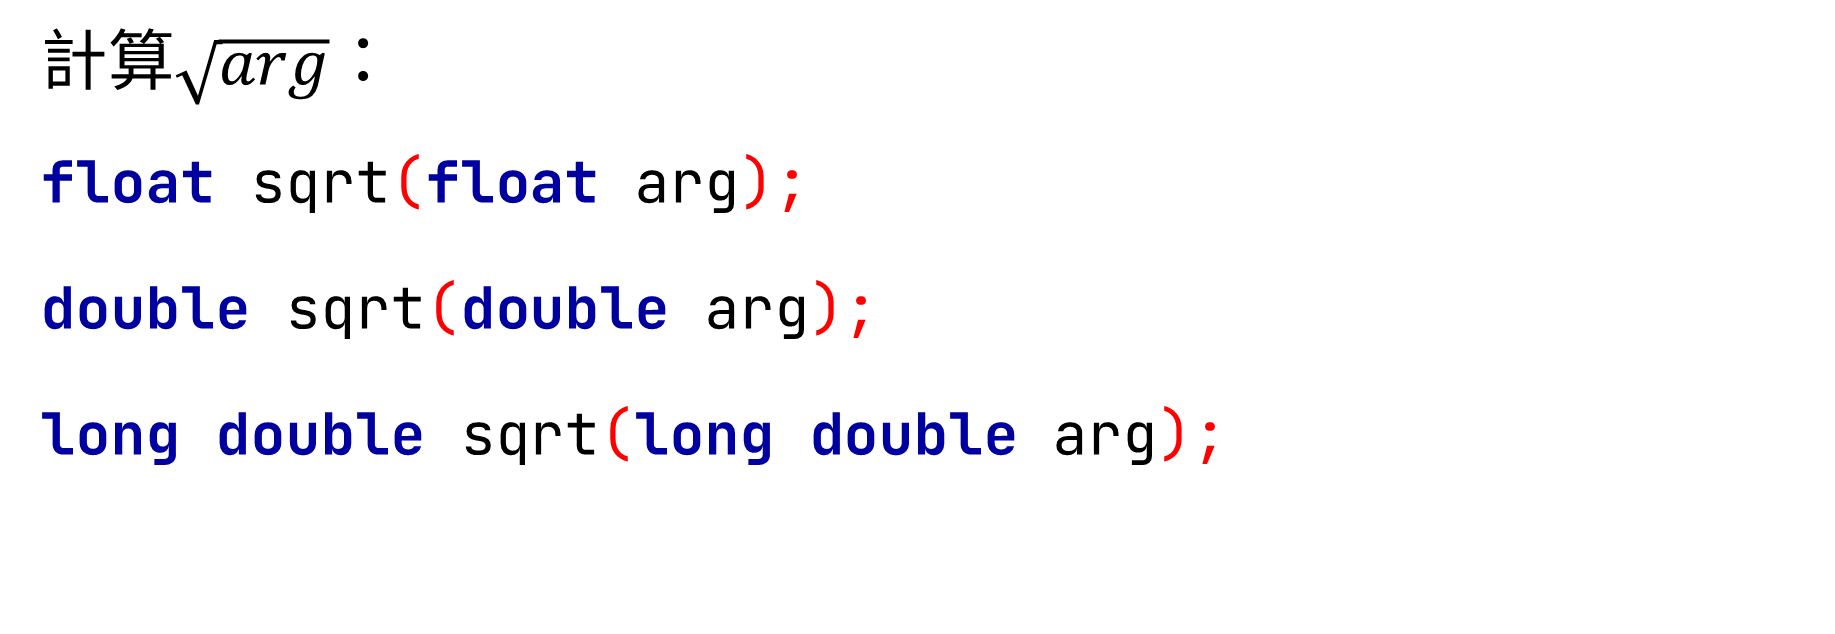 計算√arg：
float sqrt(float arg);
double sqrt(double arg);
long double sqrt(long double arg);